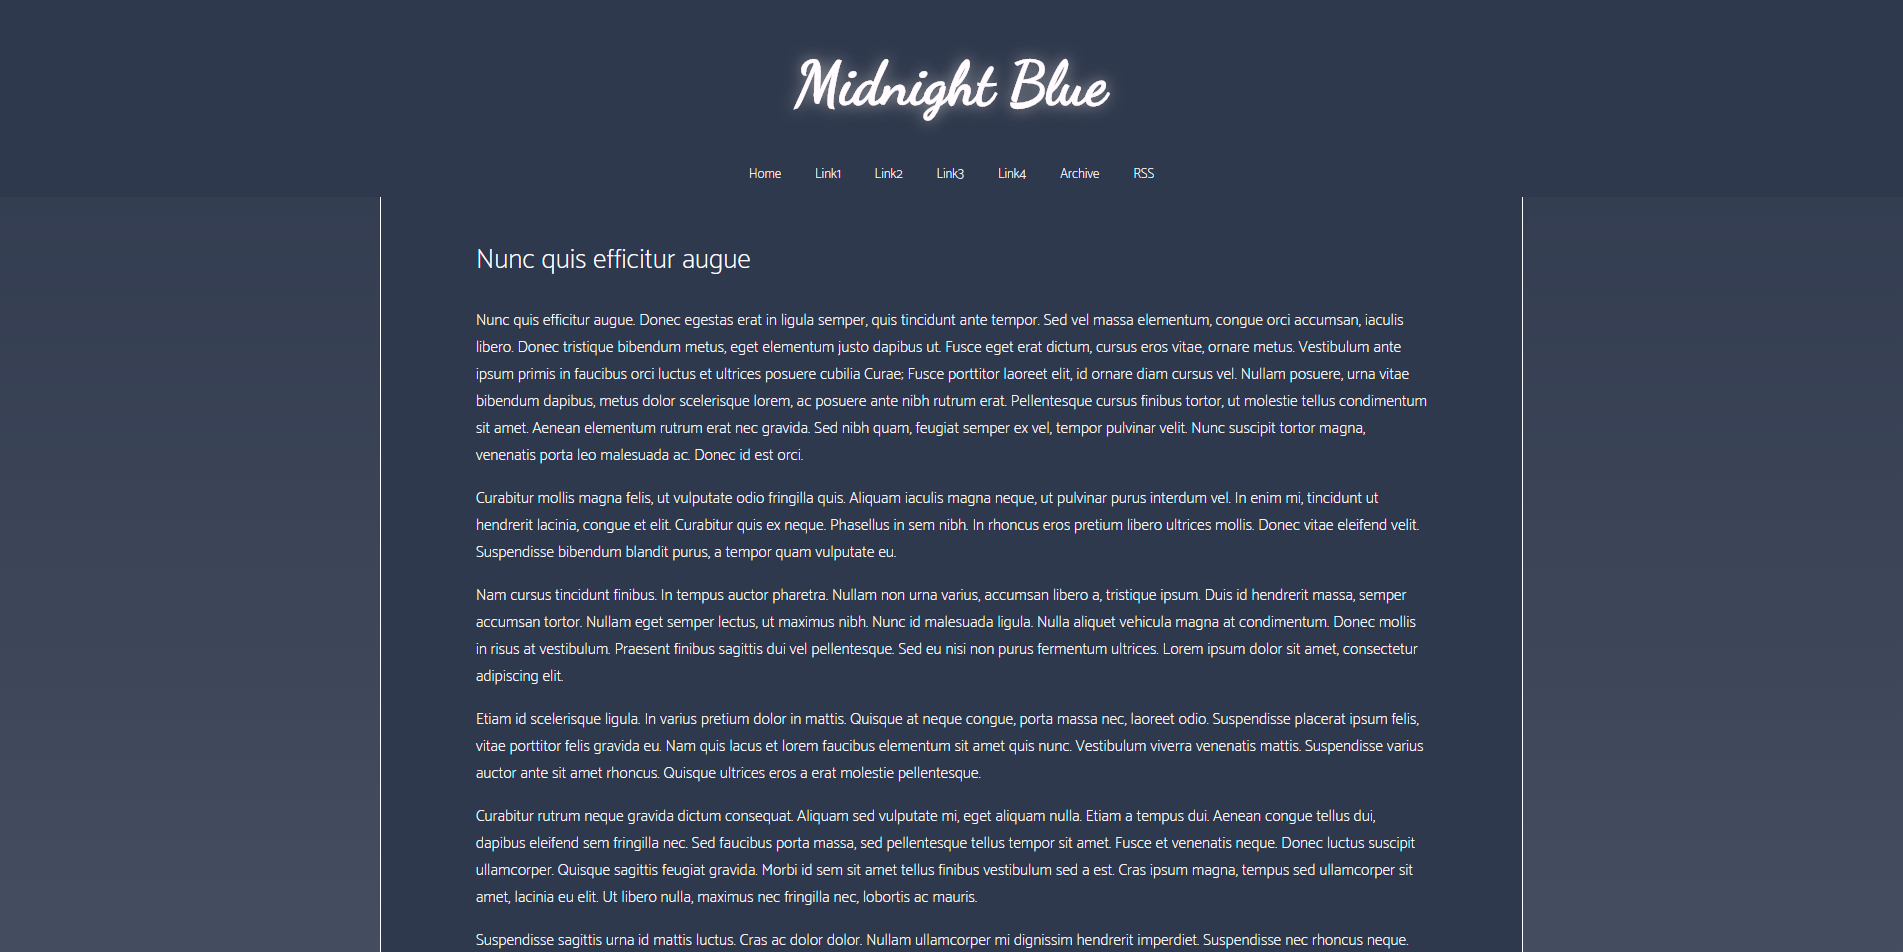 Midnight Blue
Home Link1 Link2 Link3 Link4 Archive RSS
Nunc quis efficitur augue
Nunc quis efficitur augue. Donec egestas erat in ligula semper, quis tincidunt ante tempor. Sed vel massa elementum, congue orci accumsan, iaculis
libero. Donec tristique bibendum metus, eget elementum justo dapibus ut. Fusce eget erat dictum, cursus eros vitae, ornare metus. Vestibulum ante
ipsum primis in faucibus orci luctus et ultrices posuere cubilia Curae; Fusce porttitor laoreet elit, id ornare diam cursus vel. Nullam posuere, urna vitae
bibendum dapibus, metus dolor scelerisque lorem, ac posuere ante nibh rutrum erat. Pellentesque cursus finibus tortor, ut molestie tellus condimentum
sit amet. Aenean elementum rutrum erat nec gravida. Sed nibh quam, feugiat semper ex vel, tempor pulvinar velit. Nunc suscipit tortor magna,
venenatis porta leo malesuada ac. Donec id est orci.
Curabitur mollis magna felis, ut vulputate odio fringilla quis. Aliquam iaculis magna neque, ut pulvinar purus interdum vel. In enim mi, tincidunt ut
hendrerit lacinia, congue et elit. Curabitur quis ex neque. Phasellus in sem nibh. In rhoncus eros pretium libero ultrices mollis. Donec vitae eleifend velit.
Suspendisse bibendum blandit purus, a tempor quam vulputate eu.
Nam cursus tincidunt finibus. In tempus auctor pharetra. Nullam non urna varius, accumsan libero a, tristique ipsum. Duis id hendrerit massa, semper
accumsan tortor. Nullam eget semper lectus, ut maximus nibh. Nunc id malesuada ligula. Nulla aliquet vehicula magna at condimentum. Donec mollis
in risus at vestibulum. Praesent finibus sagittis dui vel pellentesque. Sed eu nisi non purus fermentum ultrices. Lorem ipsum dolor sit amet, consectetur
adipiscing elit.
Etiam id scelerisque ligula. In varius pretium dolor in mattis. Quisque at neque congue, porta massa nec, laoreet odio. Suspendisse placerat ipsum felis,
vitae porttitor felis gravida eu. Nam quis lacus et lorem faucibus elementum sit amet quis nunc. Vestibulum viverra venenatis mattis. Suspendisse varius
auctor ante sit amet rhoncus. Quisque ultrices eros a erat molestie pellentesque.
Curabitur rutrum neque gravida dictum consequat. Aliquam sed vulputate mi, eget aliquam nulla. Etiam a tempus dui. Aenean congue tellus dui,
dapibus eleifend sem fringilla nec. Sed faucibus porta massa, sed pellentesque tellus tempor sit amet. Fusce et venenatis neque. Donec luctus suscipit
ullamcorper. Quisque sagittis feugiat gravida. Morbi id sem sit amet tellus finibus vestibulum sed a est. Cras ipsum magna, tempus sed ullamcorper sit
amet, lacinia eu elit. Ut libero nulla, maximus nec fringilla nec, lobortis ac mauris.
Suspendisse sagittis urna id mattis luctus. Cras ac dolor dolor. Nullam ullamcorper mi dignissim hendrerit imperdiet. Suspendisse nec rhoncus neque.